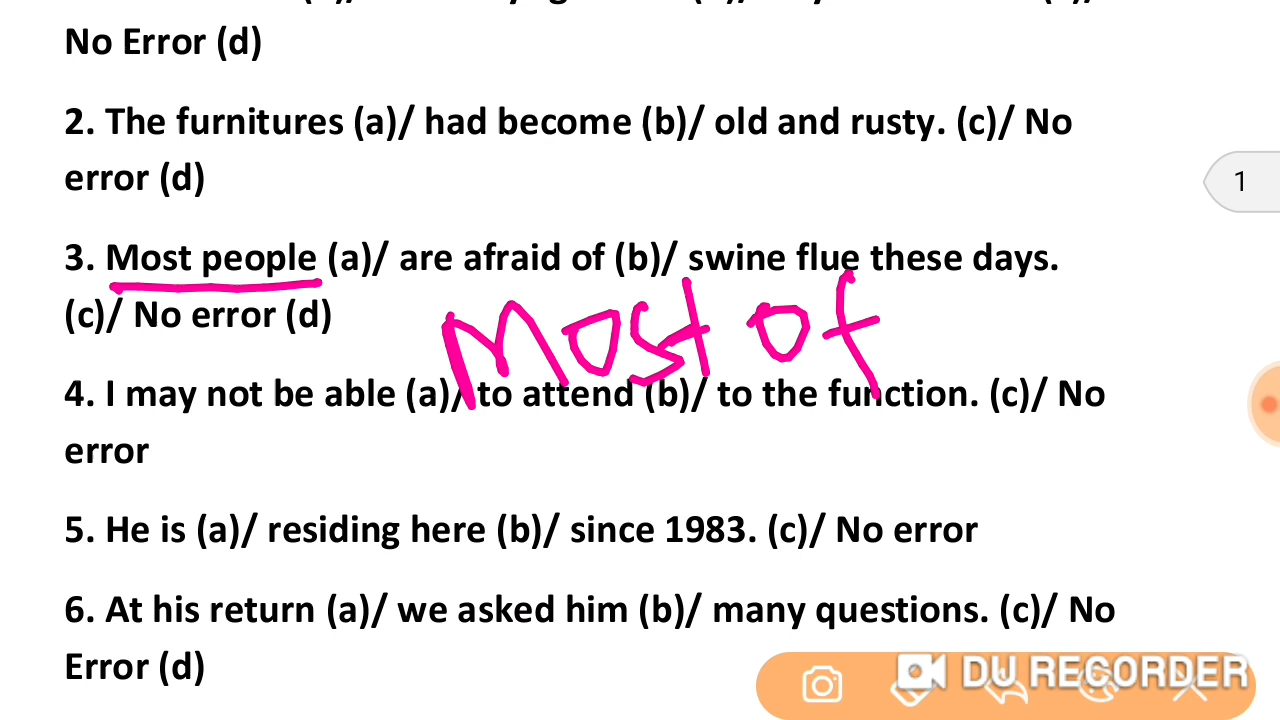 No Error (d)
2. The furnitures (a)/ had become (b)/ old and rusty. (c)/ No
error (d)
1
3. Most people (a)/ are afraid of (b)/ swine flue these days.
(c)/ No error (d)
Most of
4. I may not be able (a)/ to attend (b)/ to the function. (c)/ No
error
5. He is (a)/ residing here (b)/ since 1983. (c)/ No error
6. At his return (a)/ we asked him (b)/ many questions. (c)/ No
Error (d)
DU RECORDER